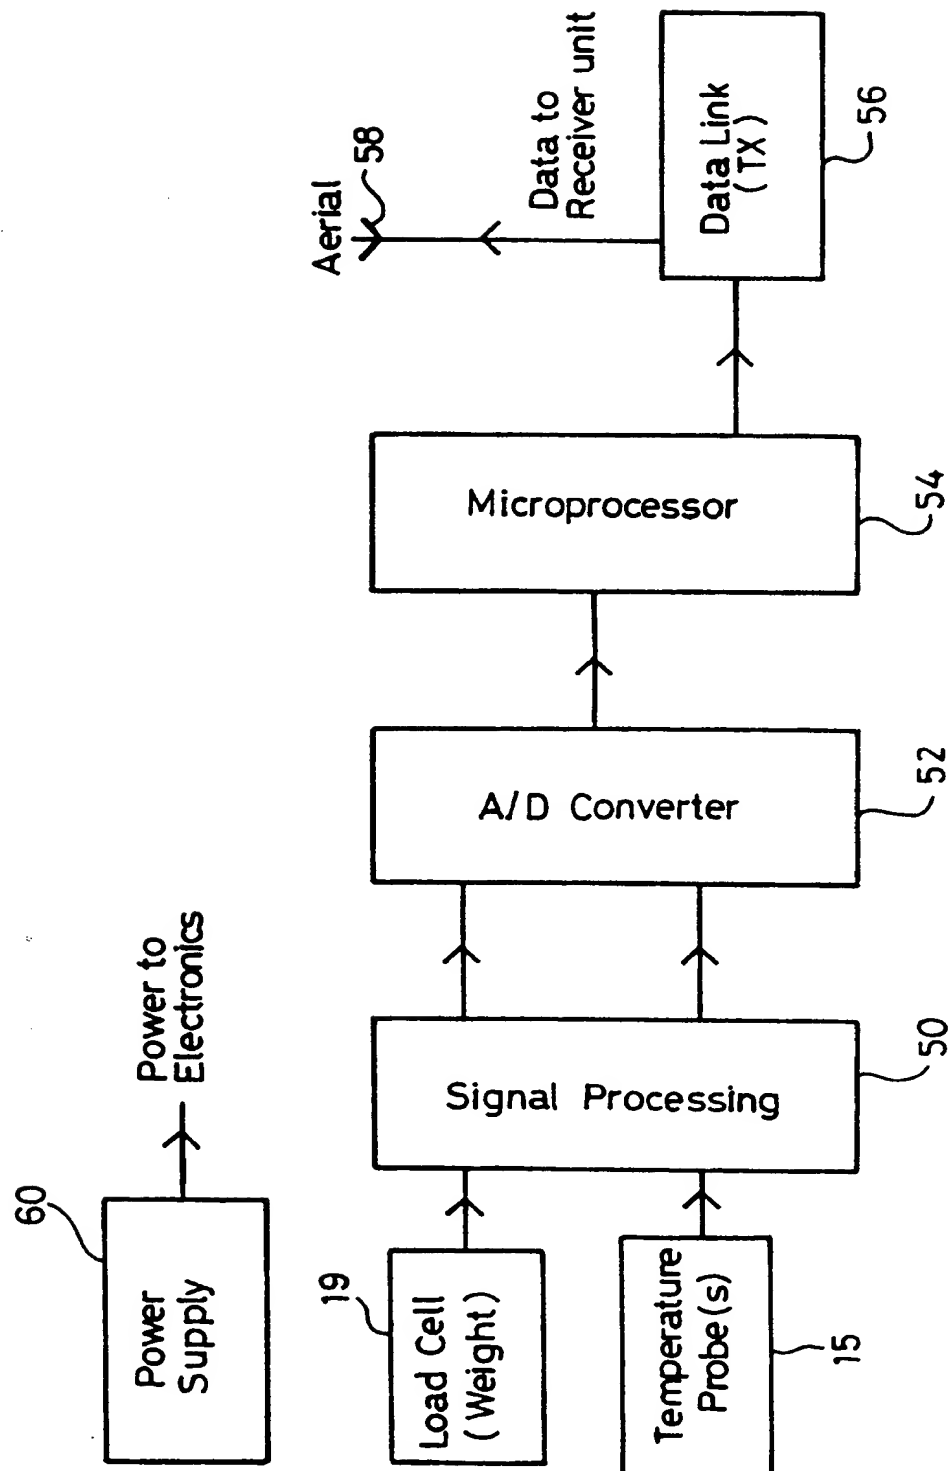 60
Power
Supply
Power to
Electronics
19
Load Cell
(Weight)
Temperature
Probe(s)
15
Signal Processing
50
A/D Converter
52
Microprocessor
54
Aerial
58
Data to
Receiver unit
Data Link
(TX)
56